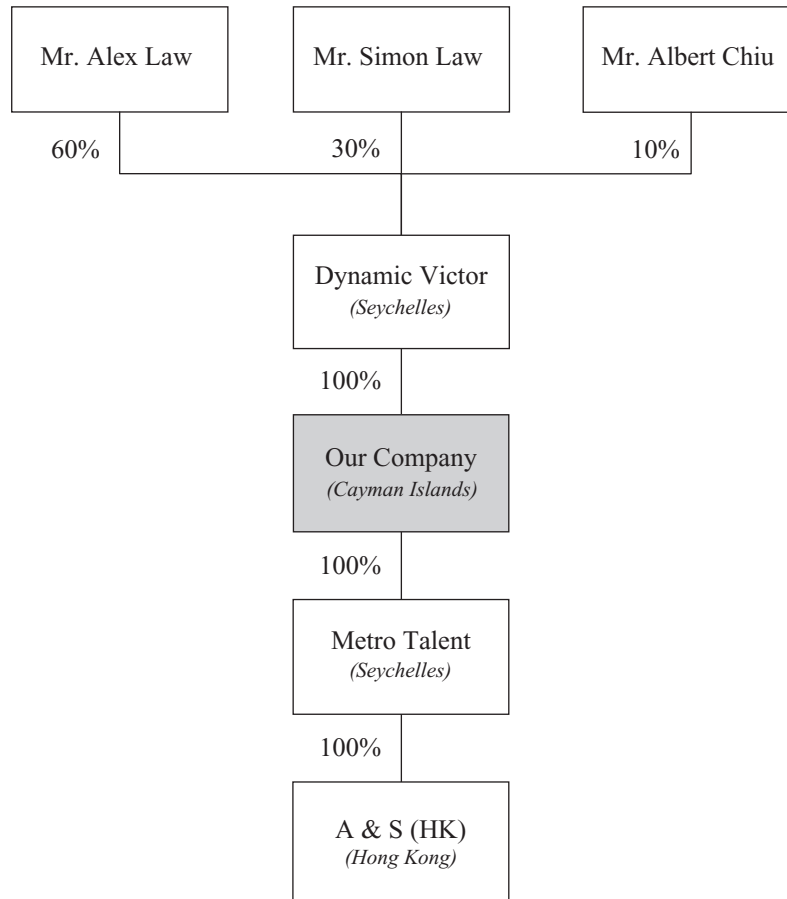 Mr. Alex Law
Mr. Simon Law
Mr. Albert Chiu
60%
30%
10%
Dynamic Victor
(Seychelles)
100%
Our Company
(Cayman Islands)
100%
Metro Talent
(Seychelles)
100%
A & S (HK)
(Hong Kong)